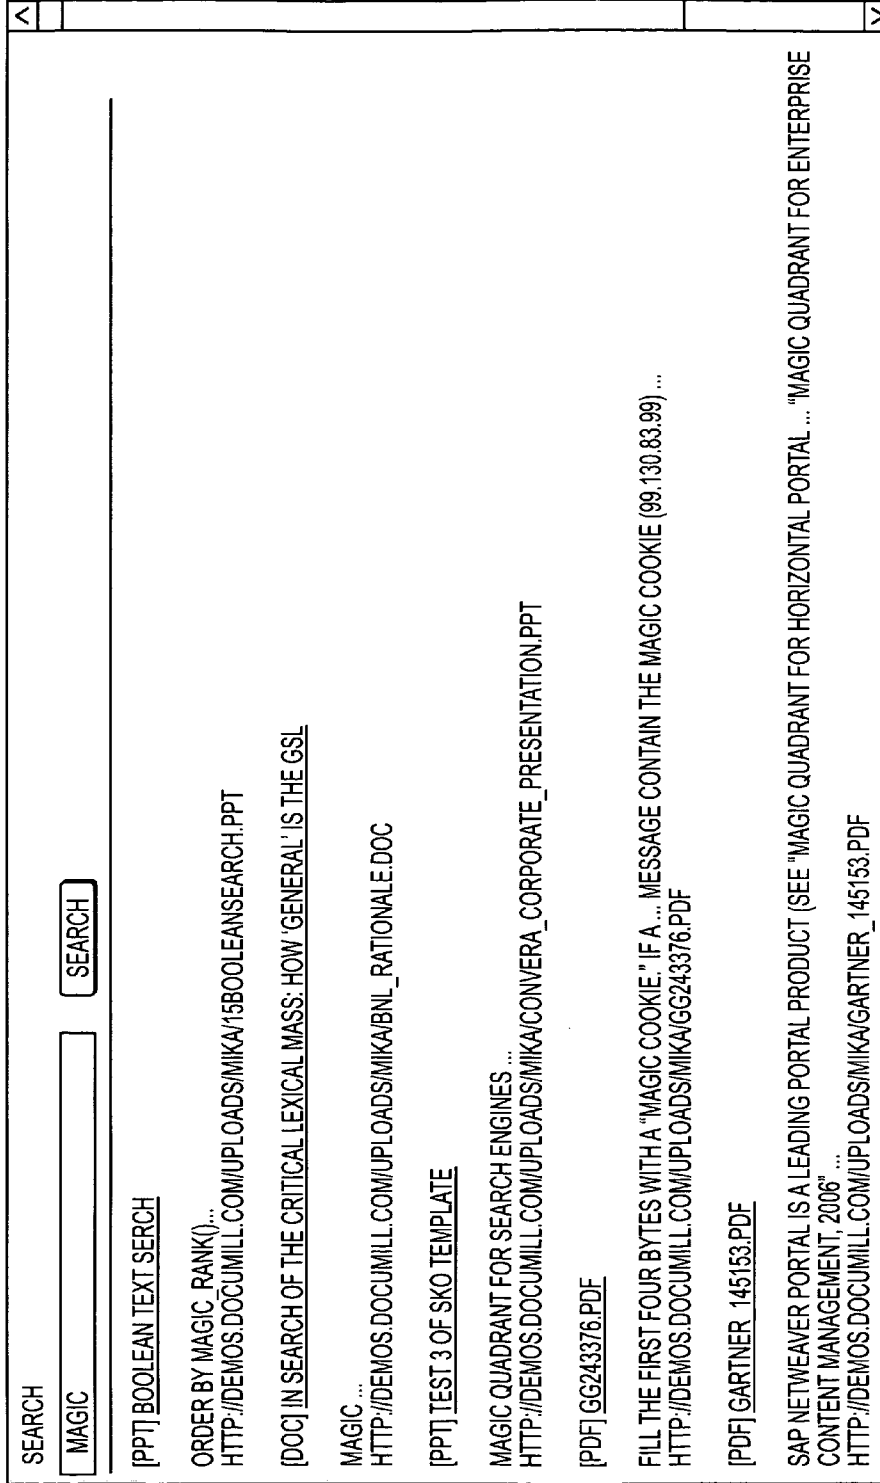 SEARCH
MAGIC
SEARCH
[PPT] BOOLEAN TEXT SERCH
ORDER BY MAGIC_RANK()...
HTTP://DEMOS.DOCUMILL.COM/UPLOADS/MIKA/15BOOLEANSEARCH.PPT
[DOC] IN SEARCH OF THE CRITICAL LEXICAL MASS: HOW 'GENERAL' IS THE GSL
MAGIC ...
HTTP://DEMOS.DOCUMILL.COM/UPLOADS/MIKA/BNL_RATIONALE.DOC
[PPT] TEST 3 OF SKO TEMPLATE
MAGIC QUADRANT FOR SEARCH ENGINES ...
HTTP://DEMOS.DOCUMILL.COM/UPLOADS/MIKA/CONVERA_CORPORATE_PRESENTATION.PPT
[PDF] GG243376.PDF
FILL THE FIRST FOUR BYTES WITH A "MAGIC COOKIE." IF A ... MESSAGE CONTAIN THE MAGIC COOKIE (99.130.83.99) ...
HTTP://DEMOS.DOCUMILL.COM/UPLOADS/MIKA/GG243376.PDF
[PDF] GARTNER_145153.PDF
SAP NETWEAVER PORTAL IS A LEADING PORTAL PRODUCT (SEE "MAGIC QUADRANT FOR HORIZONTAL PORTAL ... "MAGIC QUADRANT FOR ENTERPRISE
CONTENT MANAGEMENT, 2006" ...
HTTP://DEMOS.DOCUMILL.COM/UPLOADS/MIKA/GARTNER_145153.PDF